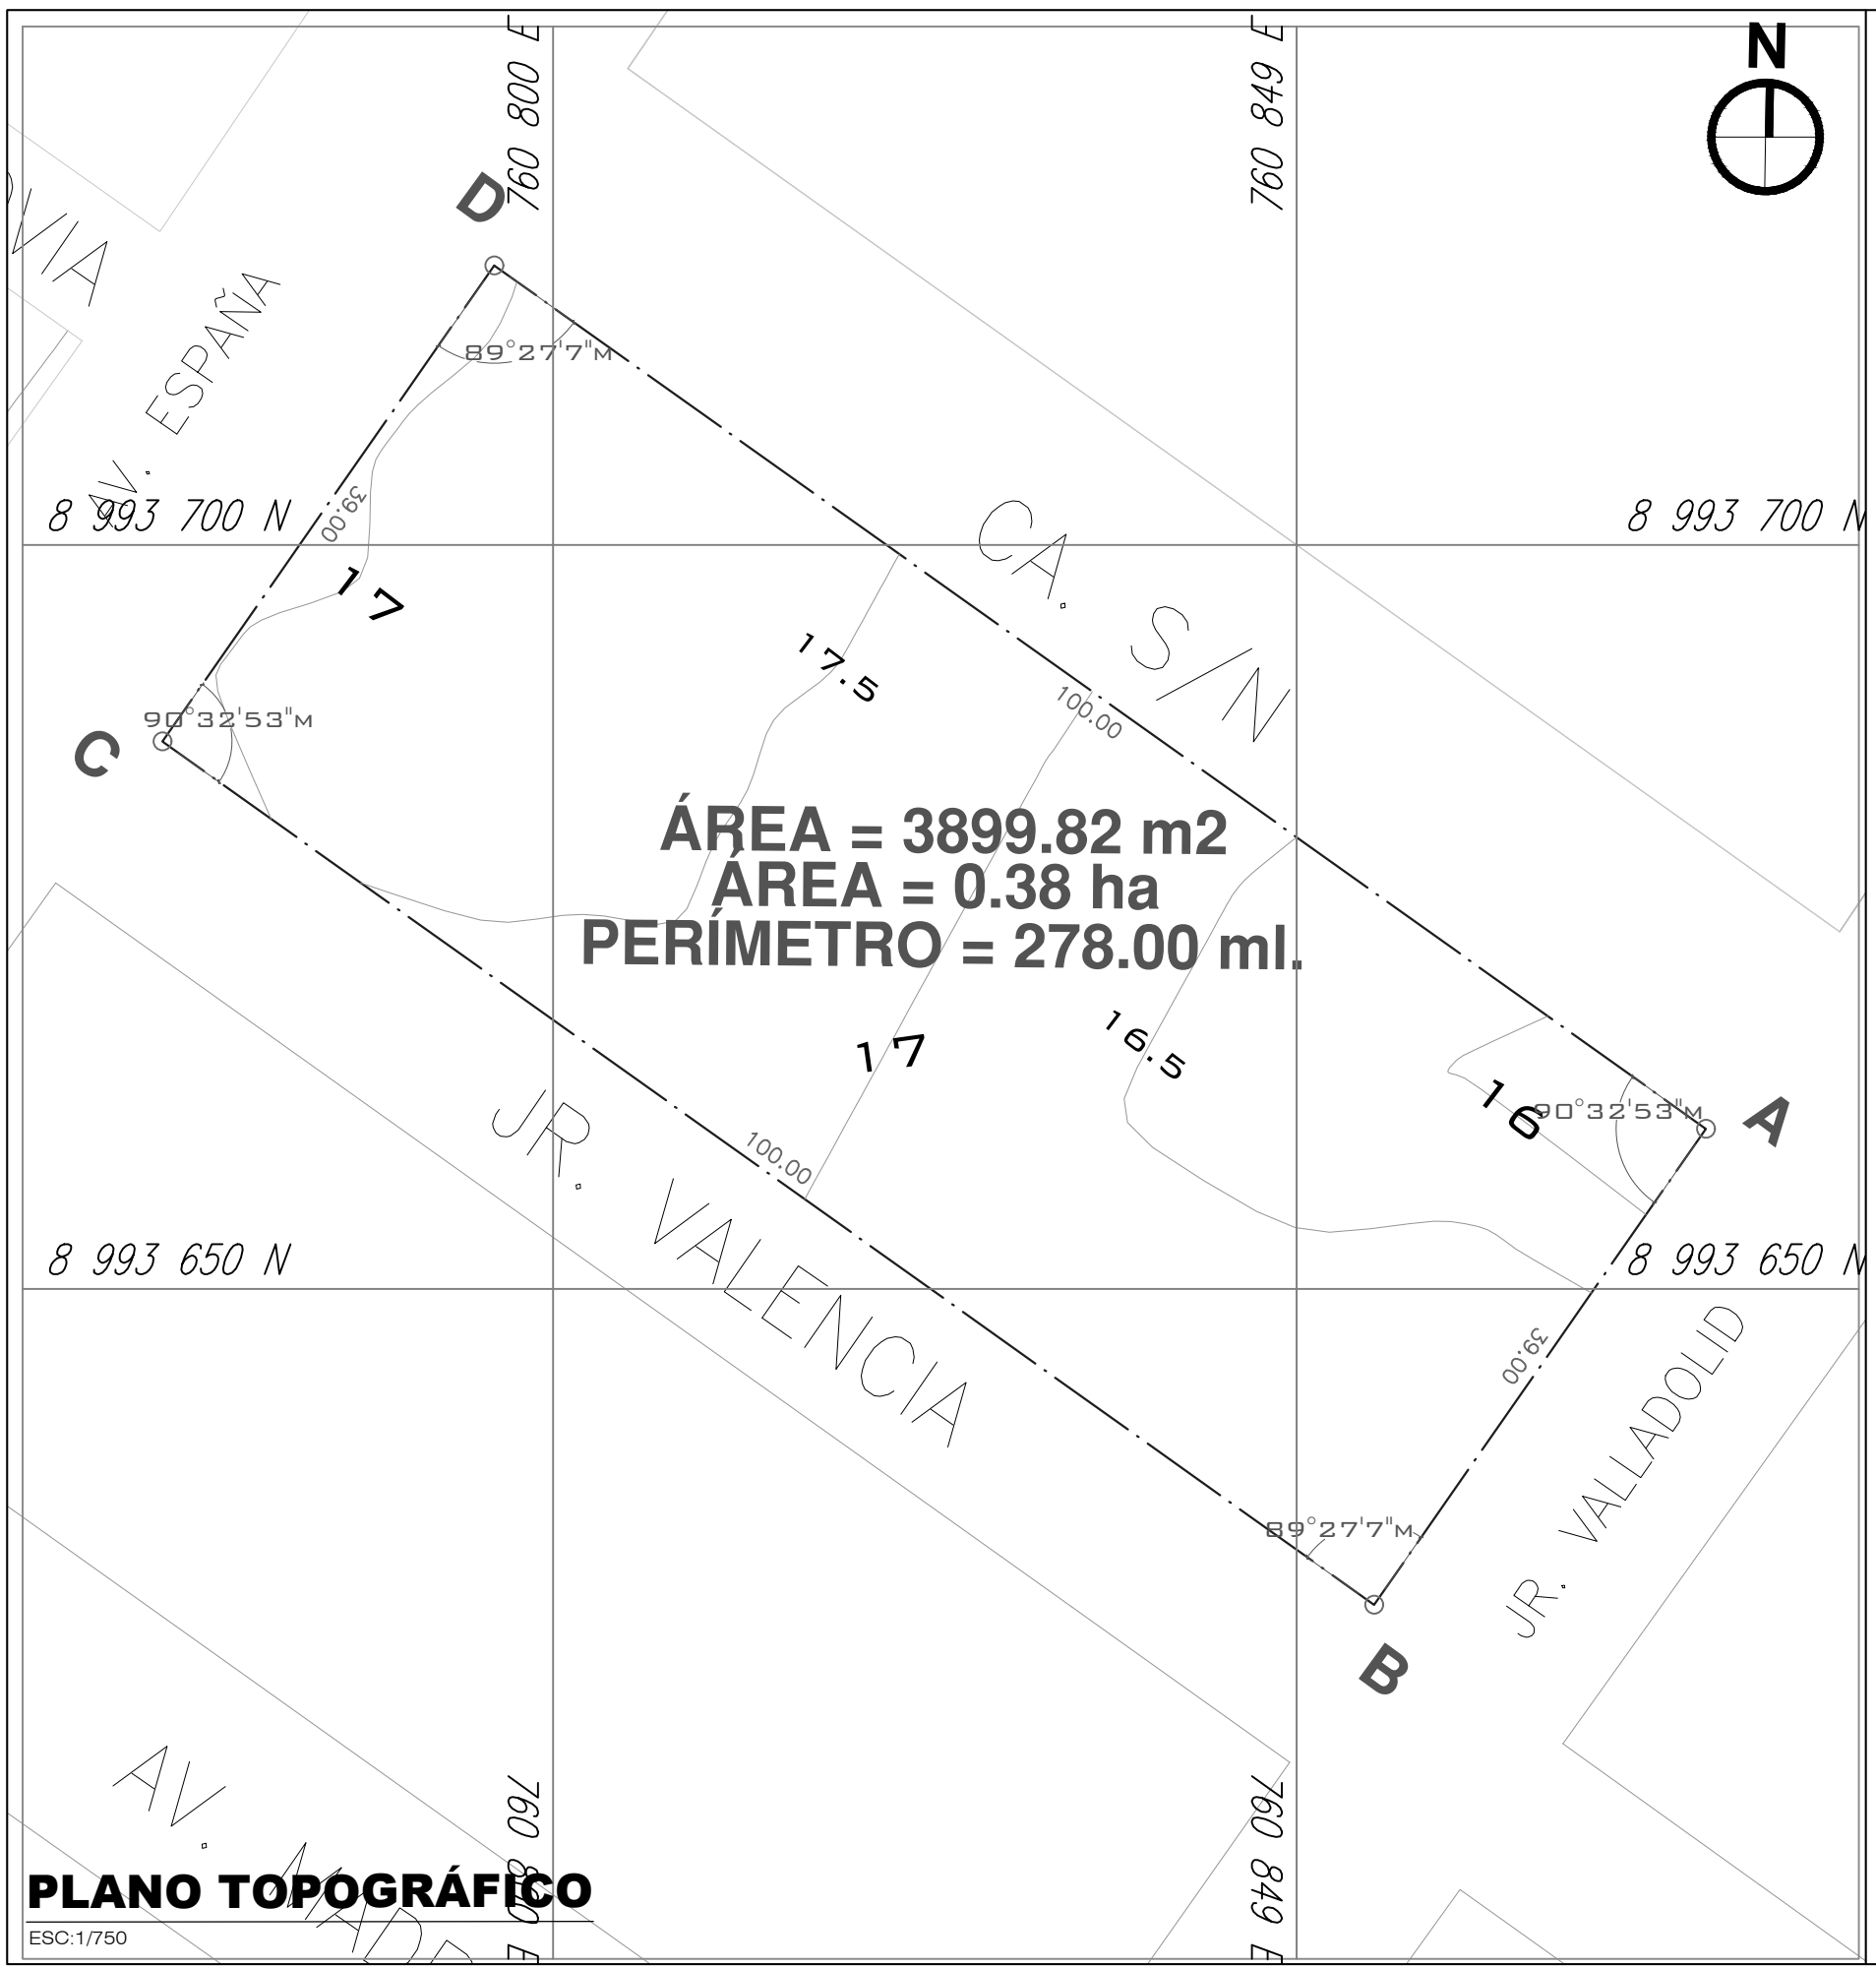 760 800 E
760 849 E
N
D
AV. ESPAÑA
89°27'7"M
39.00
8 993 700 N
8 993 700 N
CA. S/N
17
17.5
100.00
90°32'53"M
C
ÁREA = 3899.82 m2
ÁREA = 0.38 ha
PERÍMETRO = 278.00 ml.
17
16.5
16
90°32'53"M
A
JR. VALENCIA
100.00
8 993 650 N
8 993 650 N
39.00
JR. VALLADOLID
89°27'7"M
B
AV.
760 800 E
760 849 E
PLANO TOPOGRÁFICO
ESC:1/750